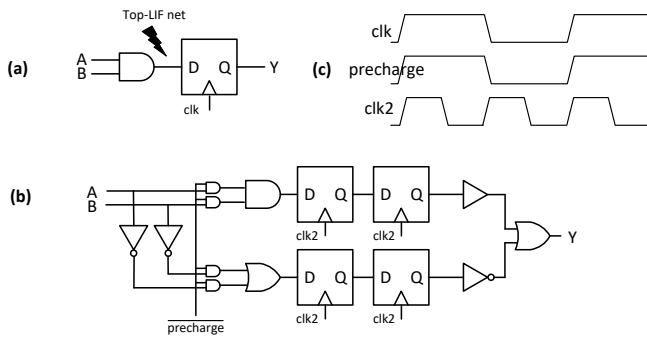 Top-LIF net
(a)
A
B
D Q
Y
clk
(c)
clk
precharge
clk2
(b)
A
B
D Q
D Q
clk2
clk2
Y
D Q
D Q
clk2
clk2
precharge